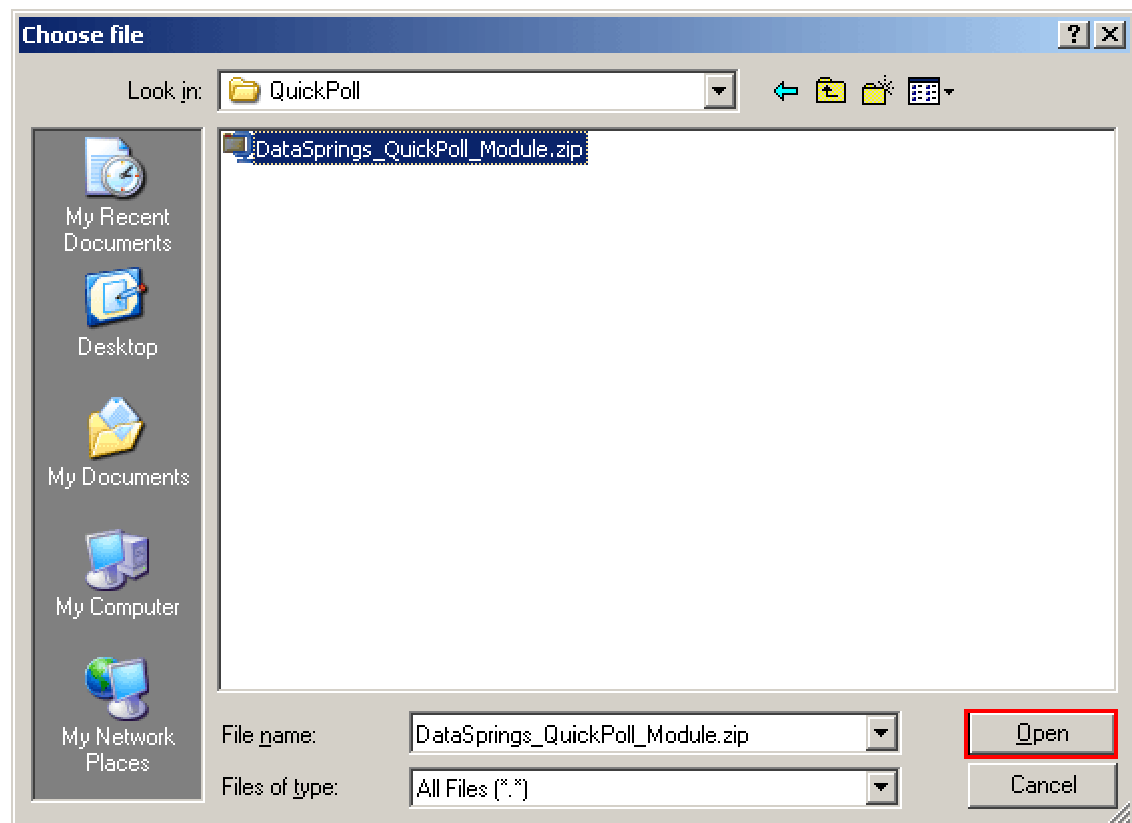 Choose file
Look in:
QuickPoll
DataSprings_QuickPoll_Module.zip
My Recent
Documents
Desktop
My Documents
My Computer
My Network
Places
File name:
DataSprings_QuickPoll_Module.zip
Open
Files of type:
All Files (*.*)
Cancel